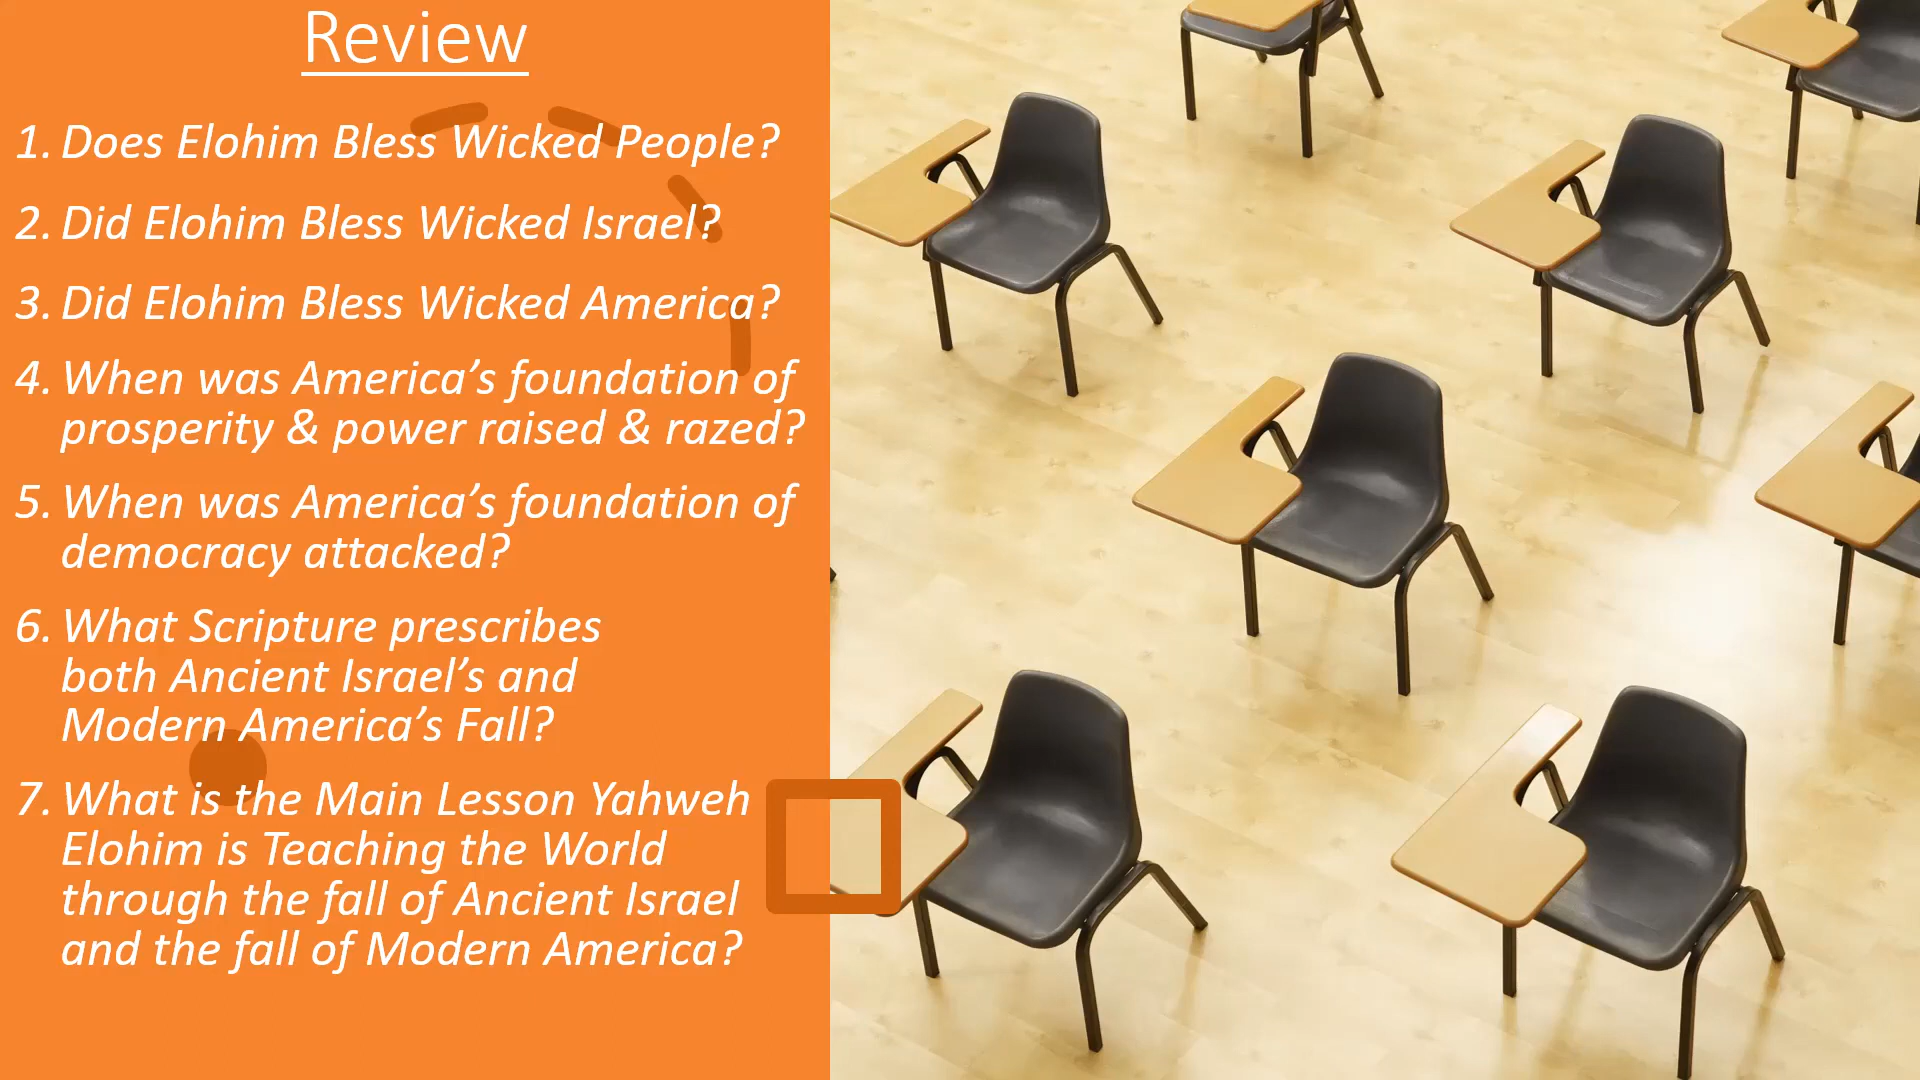 Review
1. Does Elohim Bless Wicked People?
2. Did Elohim Bless Wicked Israel?
3. Did Elohim Bless Wicked America?
4. When was America’s foundation of
prosperity & power raised & razed?
5. When was America’s foundation of
democracy attacked?
6. What Scripture prescribes
both Ancient Israel’s and
Modern America’s Fall?
7. What is the Main Lesson Yahweh
Elohim is Teaching the World
through the fall of Ancient Israel
and the fall of Modern America?